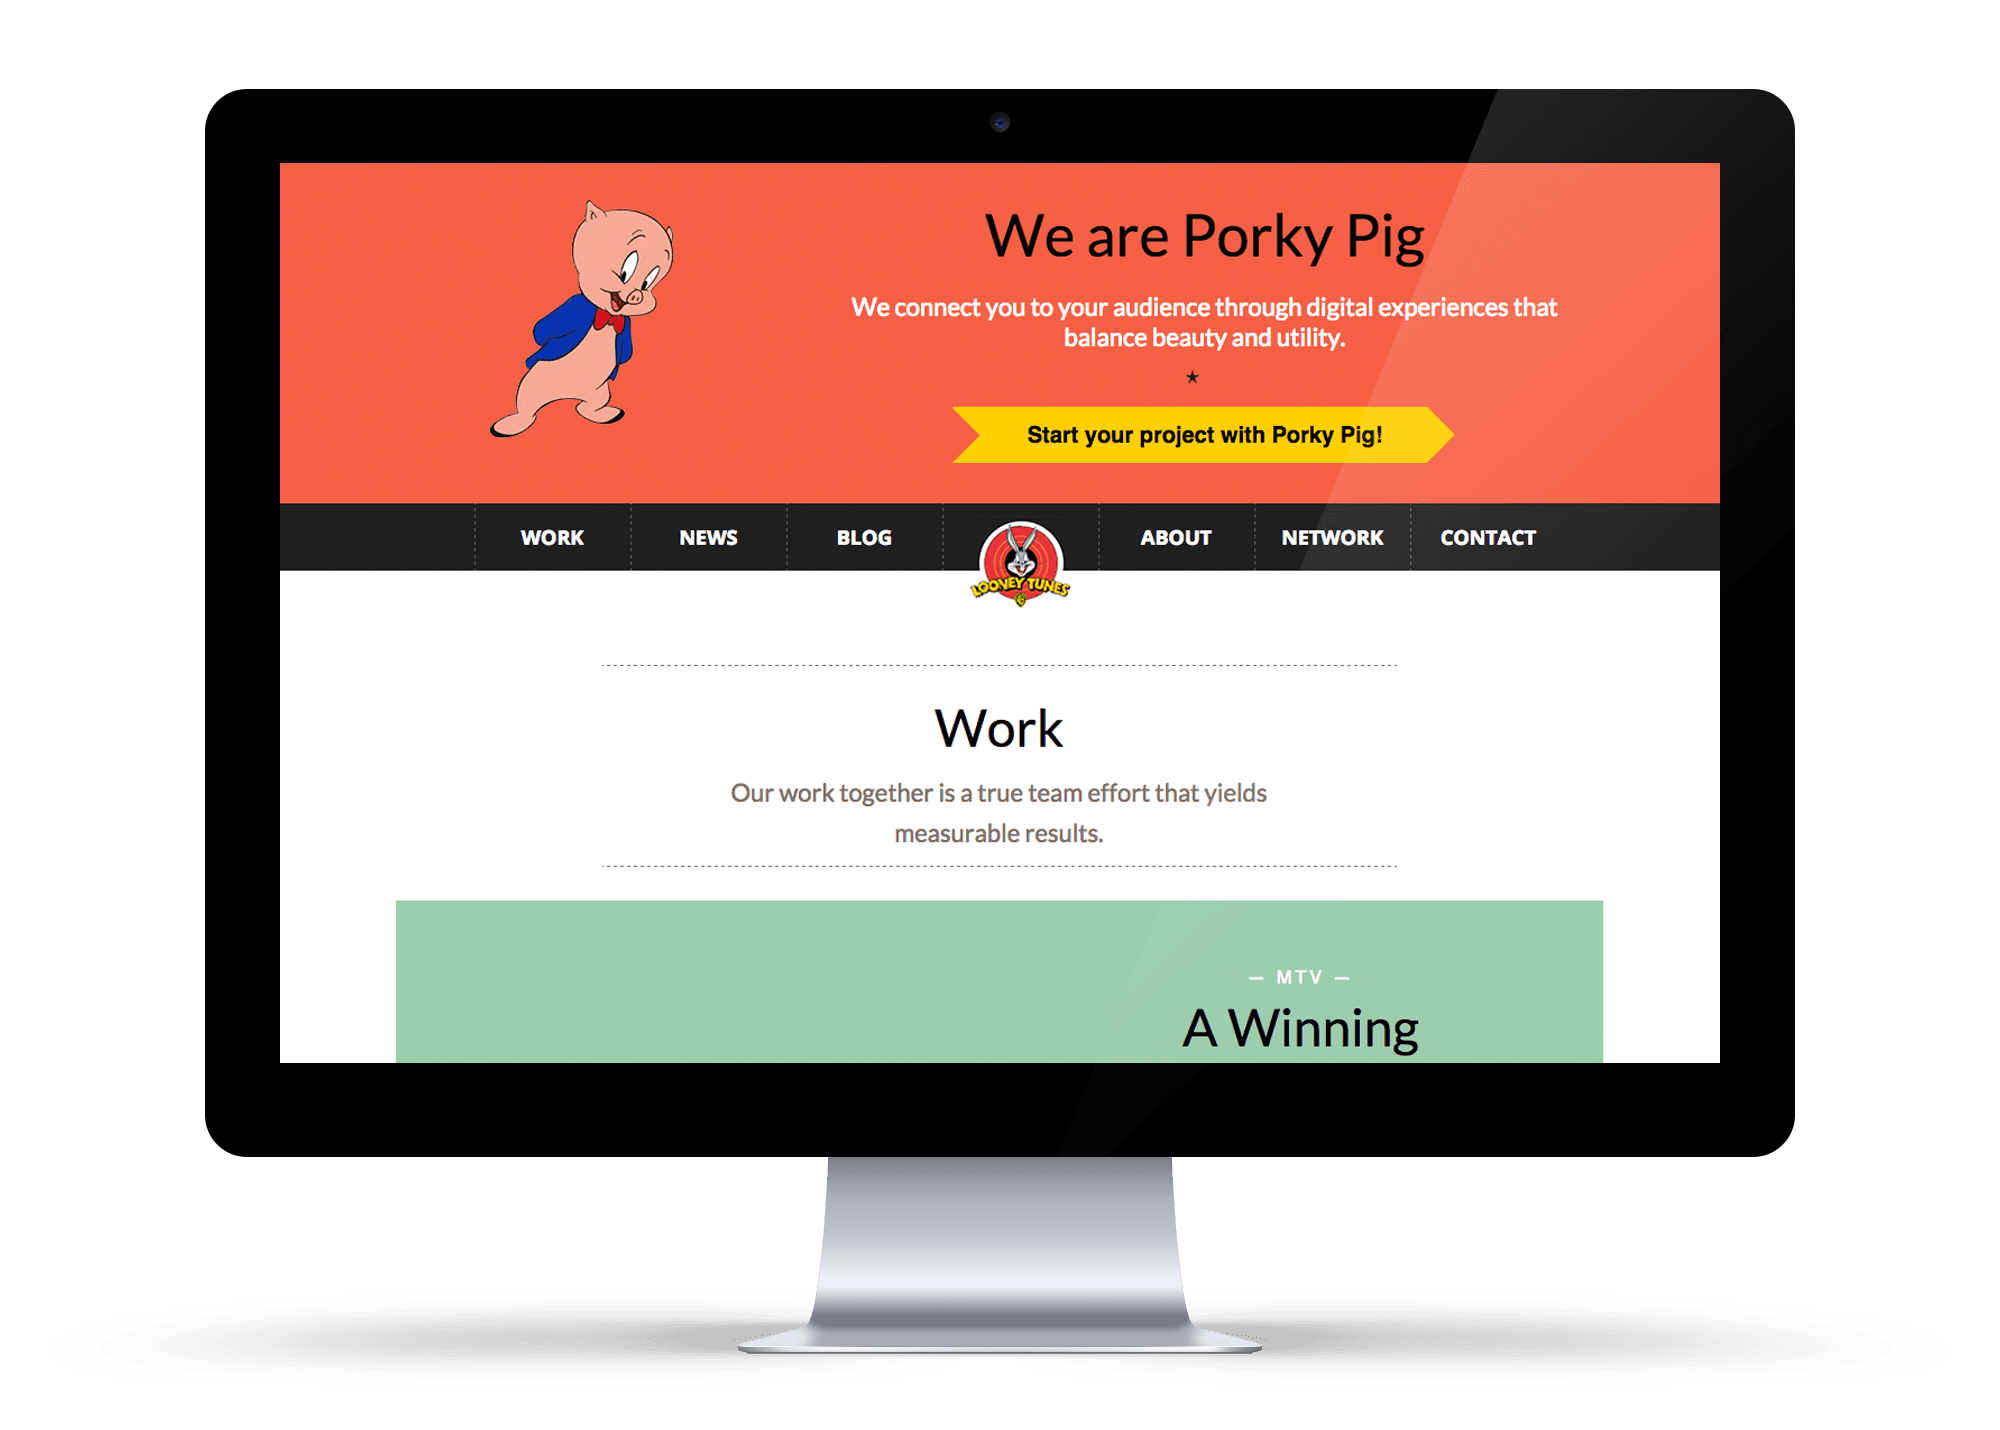 We are Porky Pig
We connect you to your audience through digital experiences that
balance beauty and utility.
Start your project with Porky Pig!
WORK
NEWS
BLOG
LOONEY TUNES
ABOUT
NETWORK
CONTACT
Work
Our work together is a true team effort that yields
measurable results.
— MTV —
A Winning